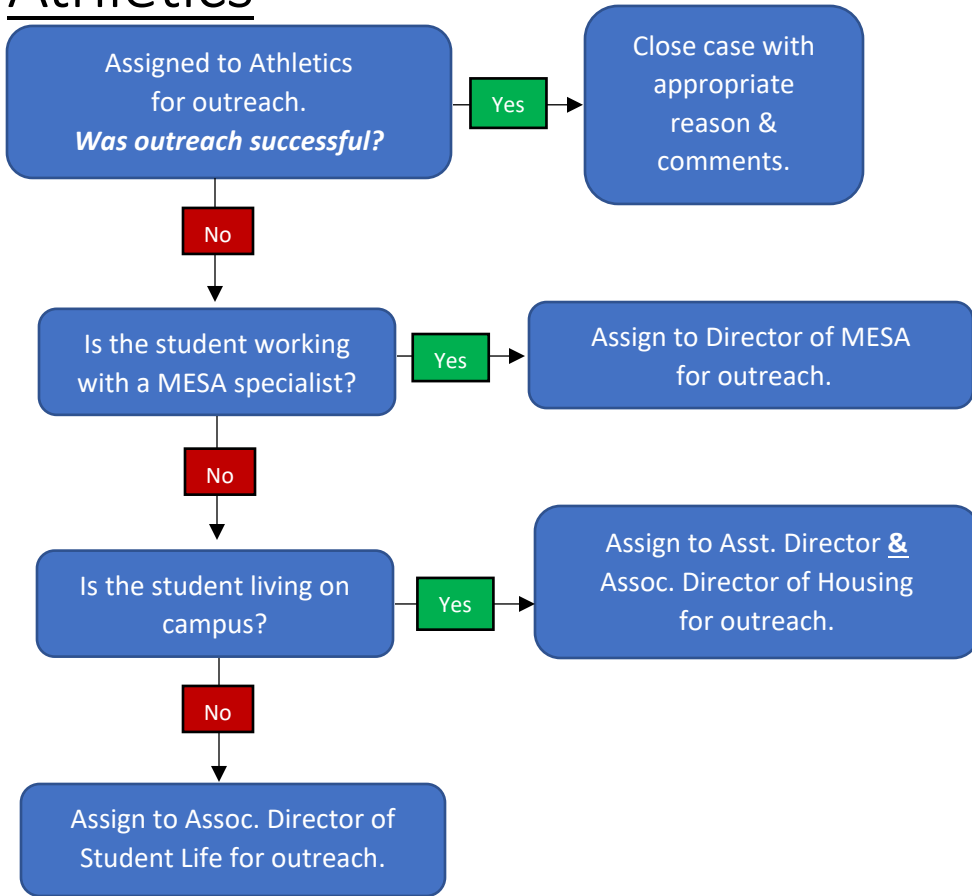 Athletics
Assigned to Athletics
for outreach.
Was outreach successful?
Yes
Close case with
appropriate
reason &
comments.
No
Is the student working
with a MESA specialist?
Yes
Assign to Director of MESA
for outreach.
No
Is the student living on
campus?
Yes
Assign to Asst. Director &
Assoc. Director of Housing
for outreach.
No
Assign to Assoc. Director of
Student Life for outreach.